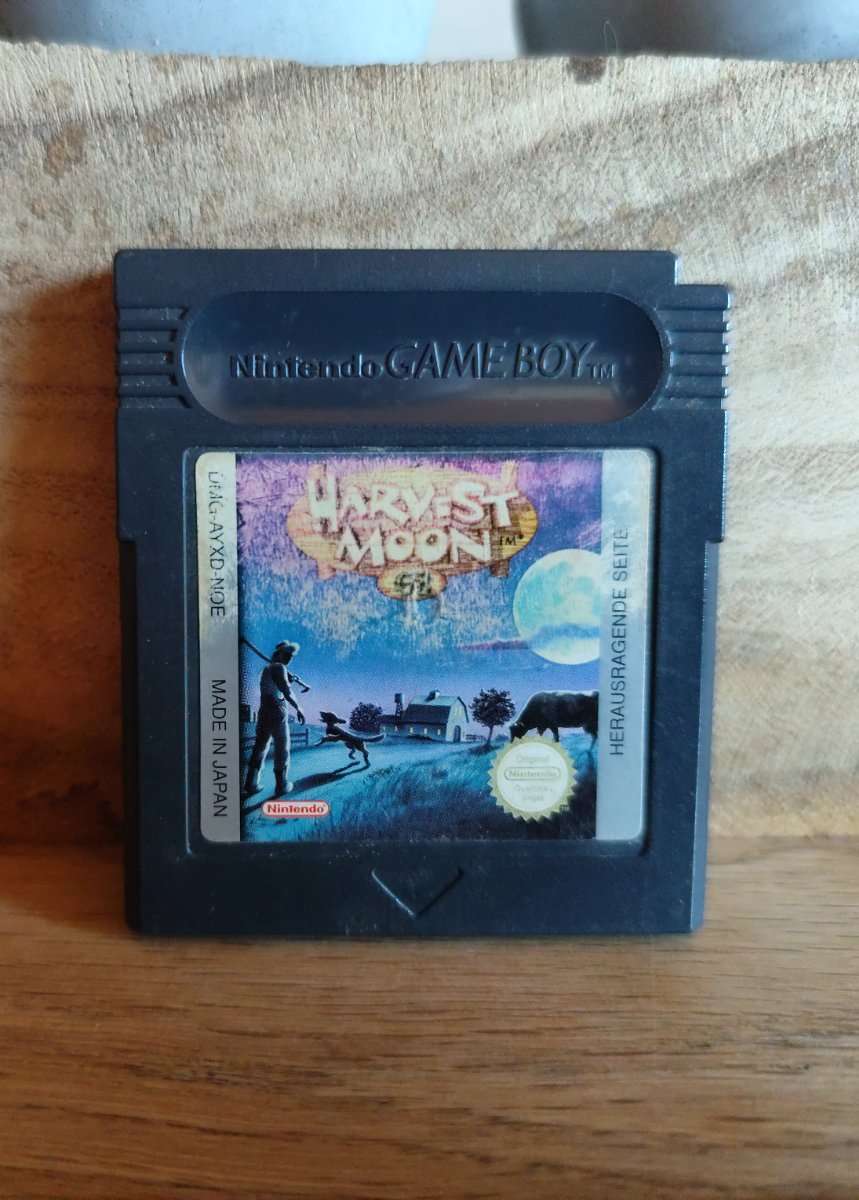 Nintendo GAME BOY TM
HARVEST
MOON TM
GB
DMG-AYXD-NOE
MADE IN JAPAN
HERAUSRAGENDE SEITE
Nintendo
Original
Nintendo